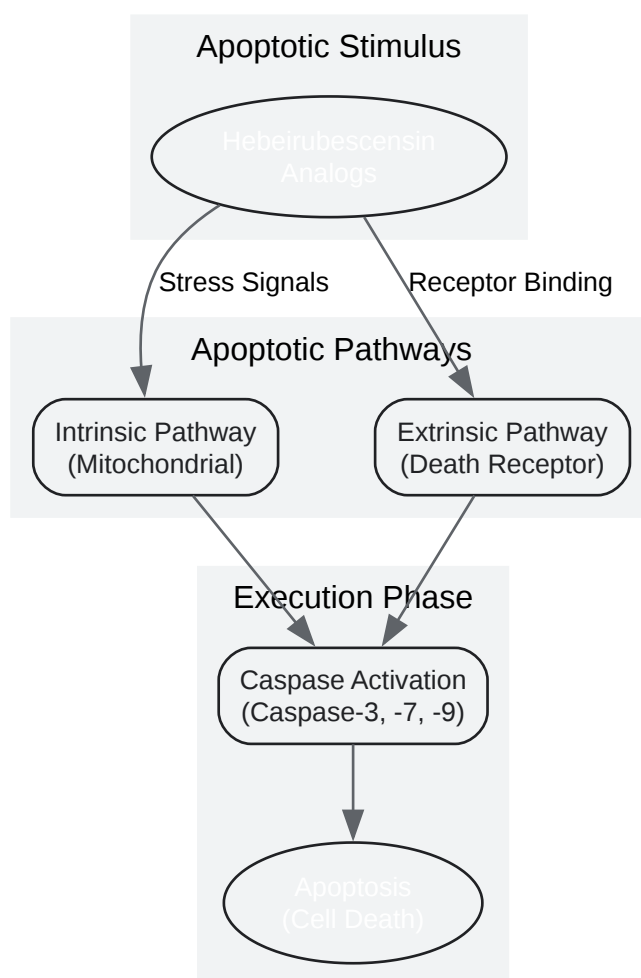 Apoptotic Stimulus
Hebeirubescensin
Analogs
Stress Signals
Receptor Binding
Apoptotic Pathways
Intrinsic Pathway
(Mitochondrial)
Extrinsic Pathway
(Death Receptor)
Execution Phase
Caspase Activation
(Caspase-3, -7, -9)
Apoptosis
(Cell Death)